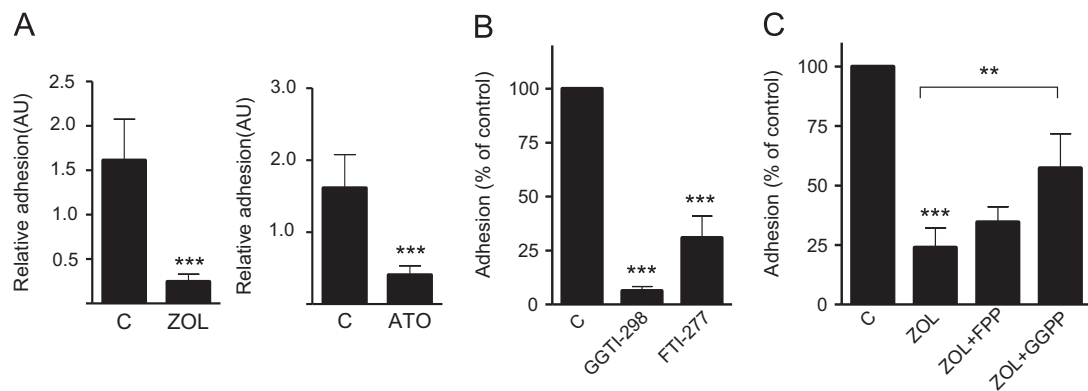 A
Relative adhesion(AU)
2.5
2.0
1.5
1.0
0.5
***
C
ZOL
Relative adhesion(AU)
3.0
2.0
1.0
***
C
ATO
B
Adhesion (% of control)
100
75
50
25
0
***
***
C
GGTI-298
FTI-277
C
Adhesion (% of control)
100
75
50
25
0
**
***
C
ZOL
ZOL+FPP
ZOL+GGPP